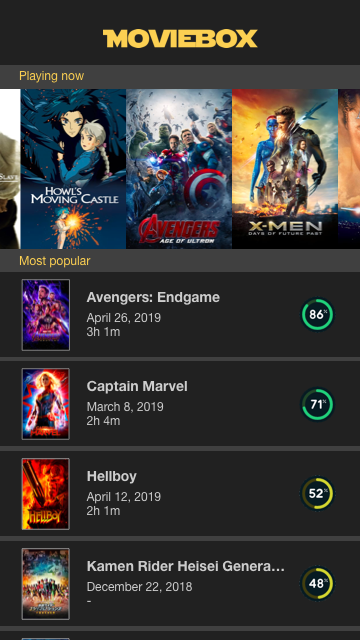 MOVIEBOX
Playing now
SLAVE
HOWL'S
MOVING CASTLE
AVENGERS
AGE OF ULTRON
X-MEN
DAYS OF FUTURE PAST
Most popular
Avengers: Endgame
April 26, 2019
3h 1m
86%
Captain Marvel
March 8, 2019
2h 4m
71%
Hellboy
April 12, 2019
2h 1m
52%
HELLBOY
Kamen Rider Heisei Genera...
December 22, 2018
-
48%